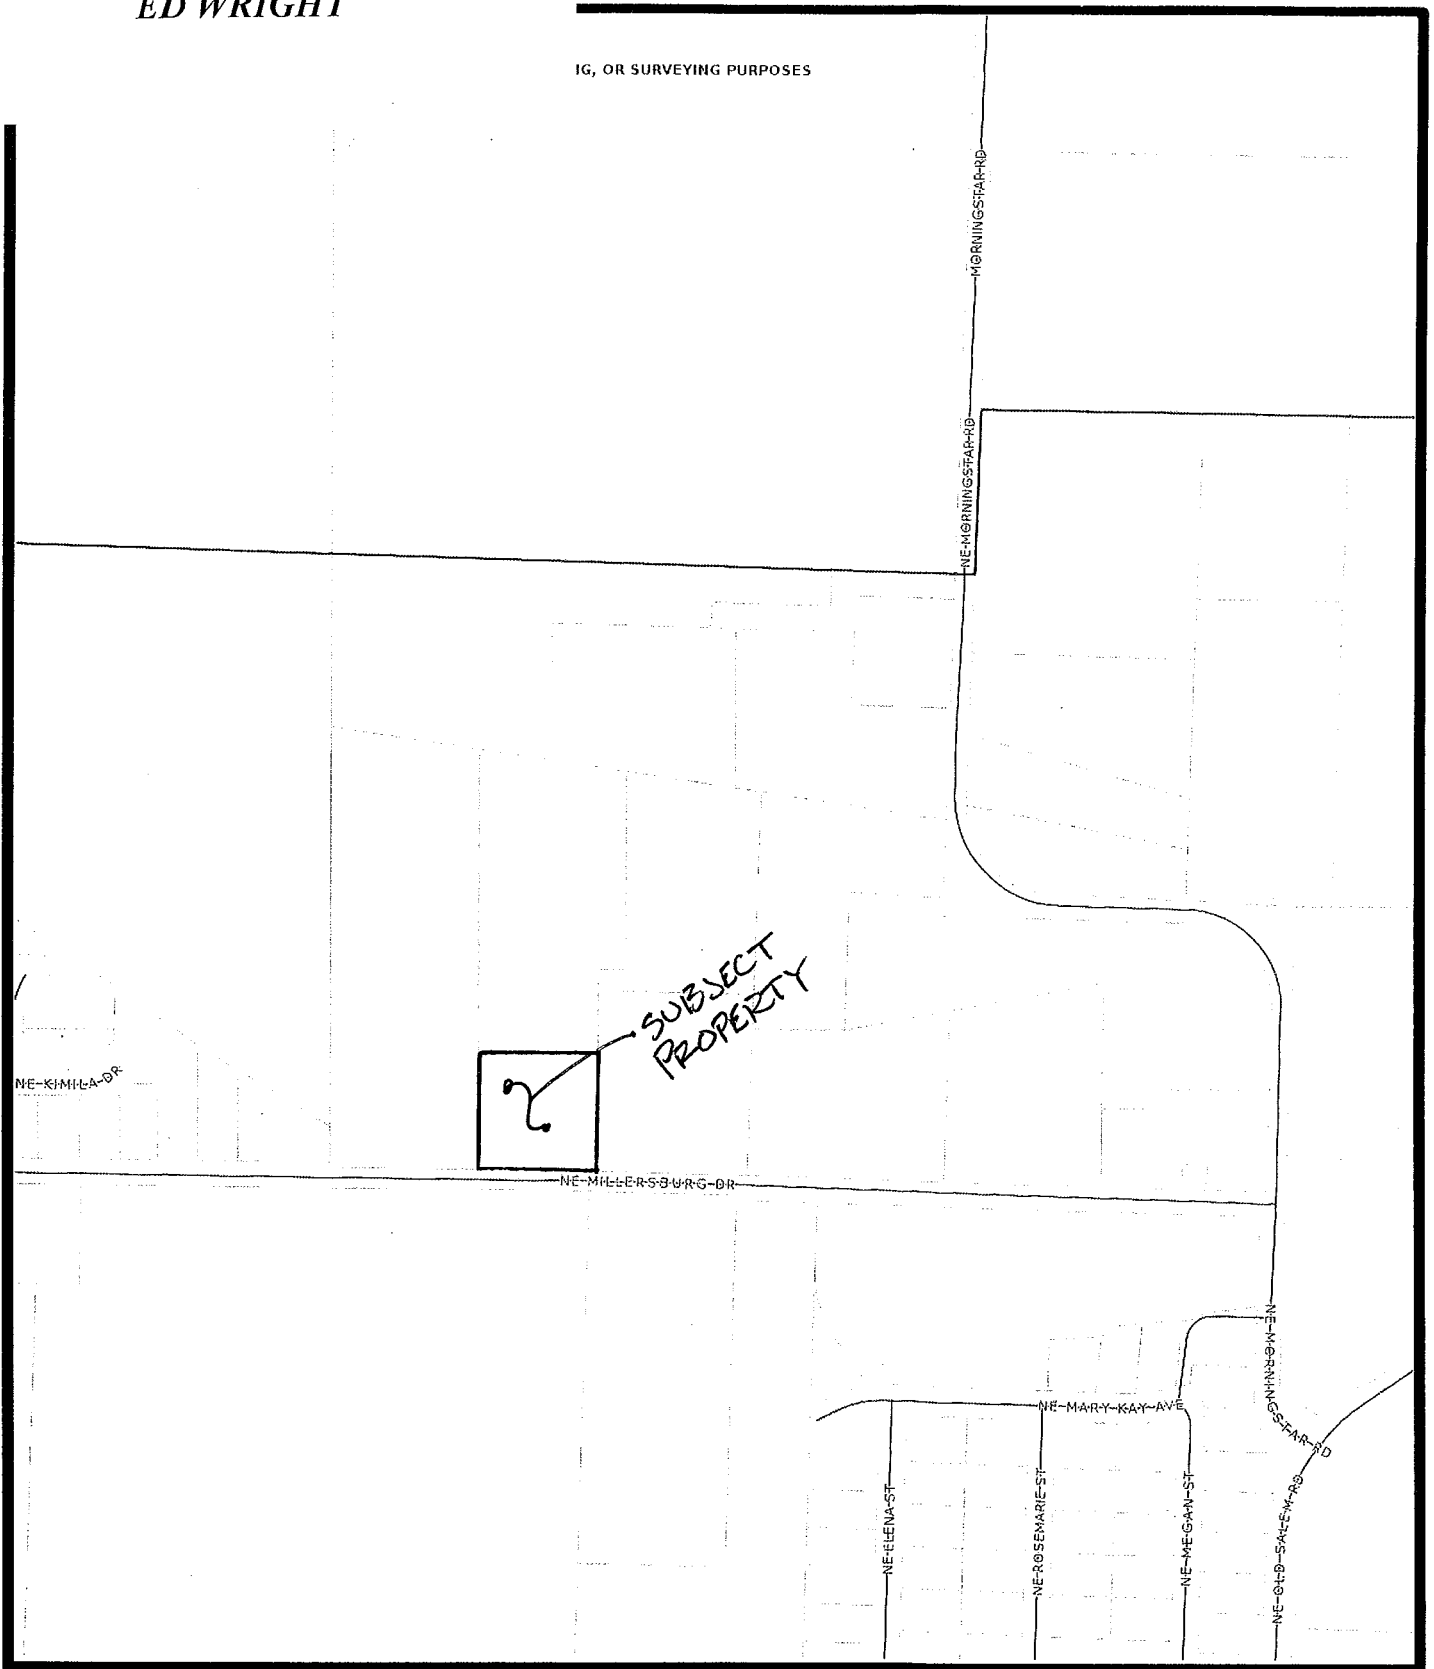 ED WRIGHT
IG, OR SURVEYING PURPOSES
MORNINGSTAR RD
NE MORNINGSTAR RD
SUBJECT
PROPERTY
NE KIMILA DR
NE MILLERSBURG DR
NE MORNINGSTAR RD
NE MARY KAY AVE
NE ELENA ST
NE ROSEMARIE ST
NE MEGAN ST
NE OLD SALEM RD